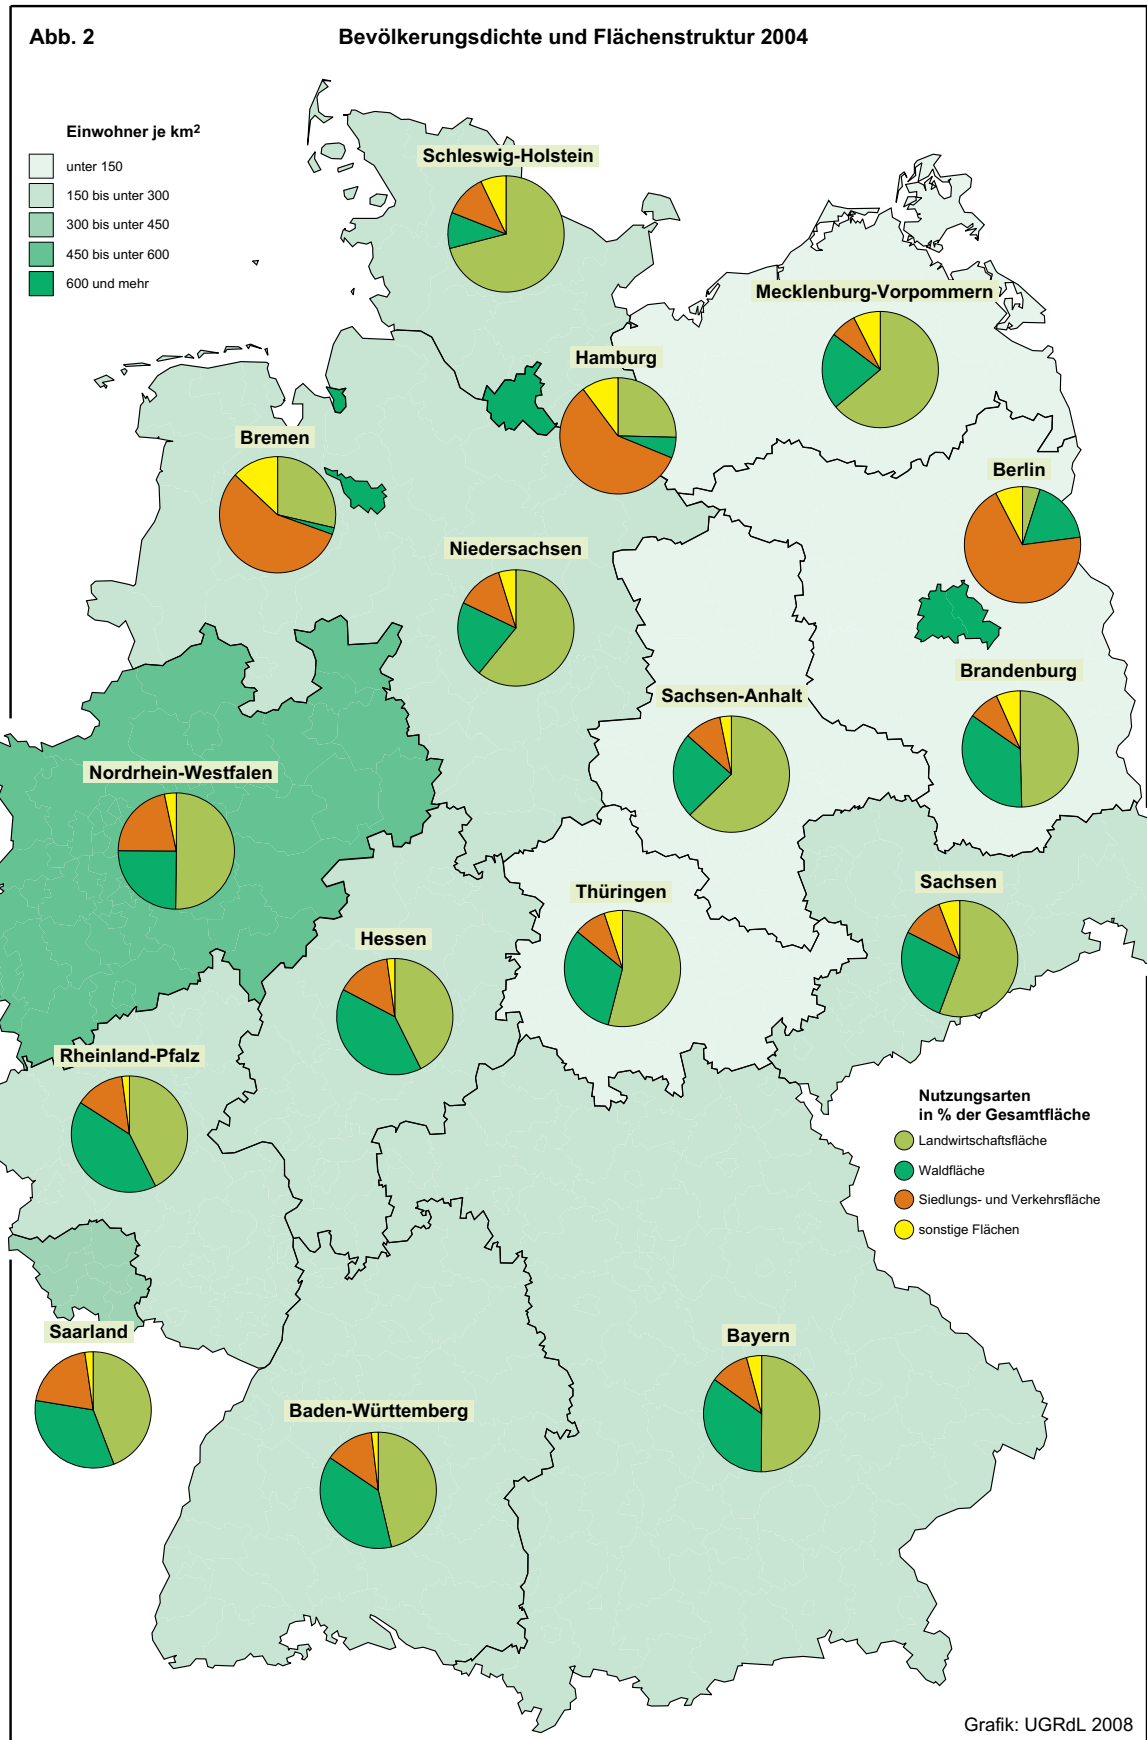 Abb. 2
Bevölkerungsdichte und Flächenstruktur 2004
Einwohner je km²
unter 150
150 bis unter 300
300 bis unter 450
450 bis unter 600
600 und mehr
Schleswig-Holstein
Mecklenburg-Vorpommern
Hamburg
Bremen
Berlin
Niedersachsen
Brandenburg
Sachsen-Anhalt
Nordrhein-Westfalen
Sachsen
Thüringen
Hessen
Rheinland-Pfalz
Nutzungsarten
in % der Gesamtfläche
Landwirtschaftsfläche
Waldfläche
Siedlungs- und Verkehrsfläche
sonstige Flächen
Saarland
Bayern
Baden-Württemberg
Grafik: UGRdL 2008